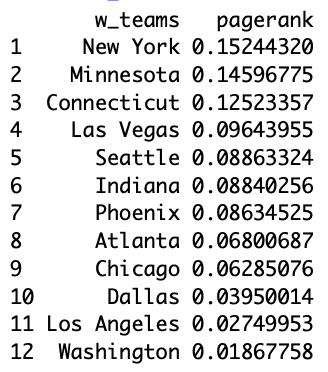 w_teams pagerank
1 New York 0.15244320
2 Minnesota 0.14596775
3 Connecticut 0.12523357
4 Las Vegas 0.09643955
5 Seattle 0.08863324
6 Indiana 0.08840256
7 Phoenix 0.08634525
8 Atlanta 0.06800687
9 Chicago 0.06285076
10 Dallas 0.03950014
11 Los Angeles 0.02749953
12 Washington 0.01867758